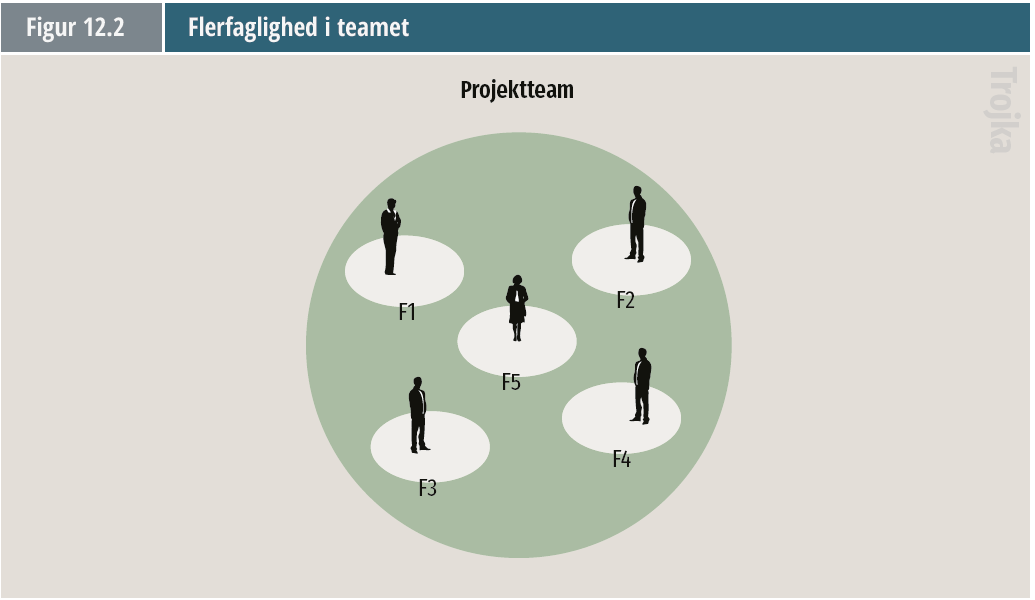 Figur 12.2
Flerfaglighed i teamet
Projektteam
Trojka
F1
F2
F5
F3
F4